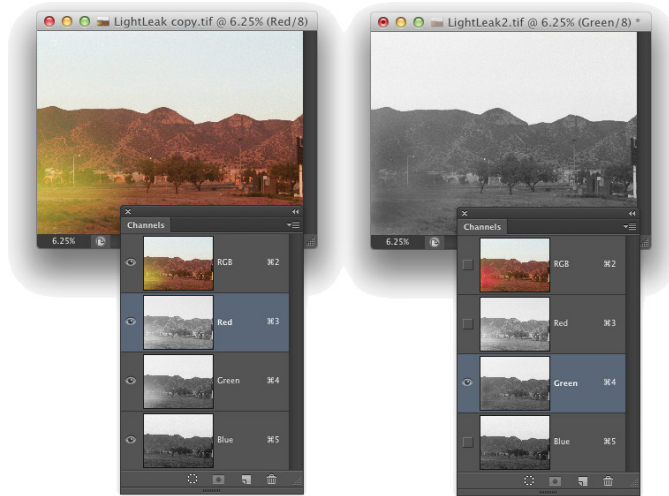 LightLeak copy.tif @ 6.25% (Red/8)
6.25%
Channels
RGB ⌘2
Red ⌘3
Green ⌘4
Blue ⌘5
LightLeak2.tif @ 6.25% (Green/8) *
6.25%
Channels
RGB ⌘2
Red ⌘3
Green ⌘4
Blue ⌘5